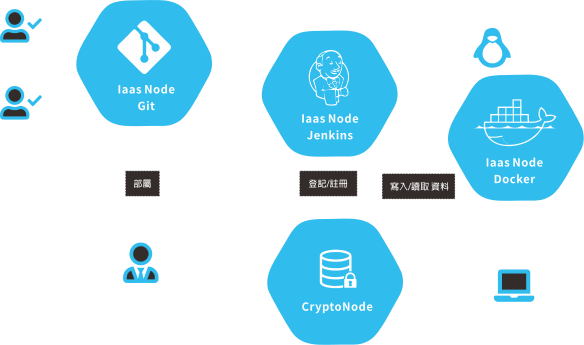 Iaas Node
Git
Iaas Node
Jenkins
Iaas Node
Docker
部屬
登記/註冊
寫入/讀取 資料
CryptoNode